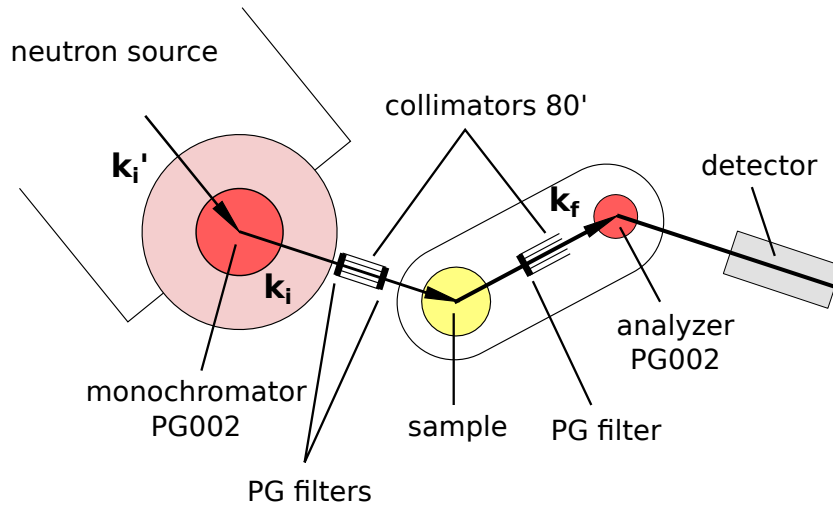 neutron source
collimators 80'
detector
k_i'
k_f
k_i
analyzer
PG002
monochromator
PG002
sample
PG filter
PG filters